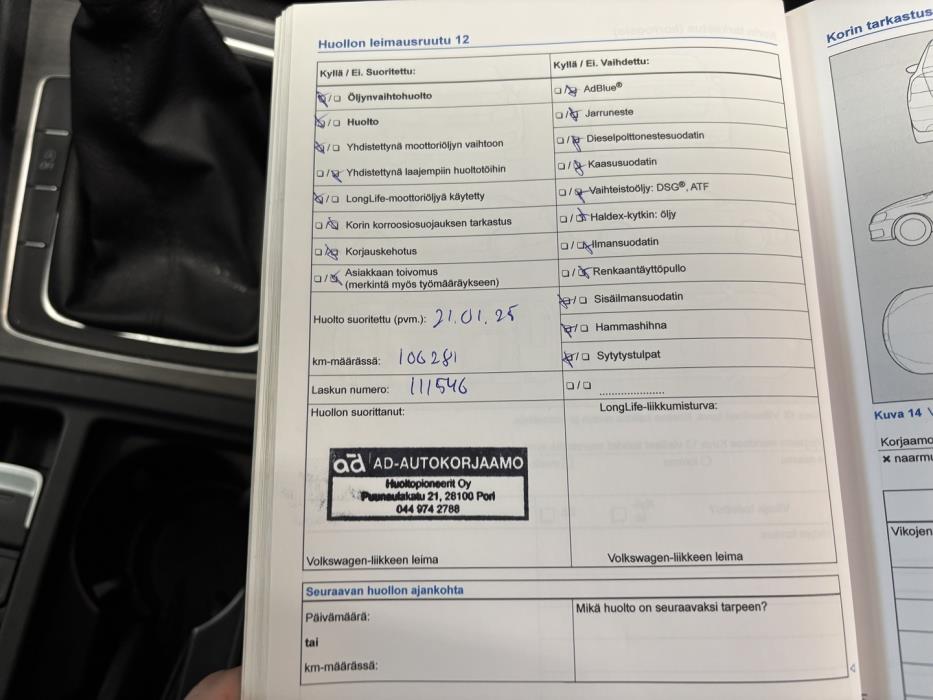 Huollon leimausruutu 12
Kyllä / Ei. Suoritettu:
Öljynvaihtohuolto
Huolto
Yhdistettynä moottoriöljyn vaihtoon
Yhdistettynä laajempiin huoltotöihin
LongLife-moottoriöljyä käytetty
Korin korroosiosuojauksen tarkastus
Korjauskehotus
Asiakkaan toivomus
(merkintä myös työmääräykseen)
Huolto suoritettu (pvm.): 21.01.25
km-määrässä: 106281
Laskun numero: 111546
Huollon suorittanut:
ad AD-AUTOKORJAAMO
Huoltopioneerit Oy
Puunaulakatu 21, 28100 Pori
044 974 2788
Volkswagen-liikkeen leima
Kyllä / Ei. Vaihdettu:
AdBlue®
Jarruneste
Dieselpolttonestesuodatin
Kaasusuodatin
Vaihteistoöljy: DSG®, ATF
Haldex-kytkin: öljy
Ilmansuodatin
Renkaantäyttöpullo
Sisäilmansuodatin
Hammashihna
Sytytystulpat
LongLife-liikkumisturva:
Volkswagen-liikkeen leima
Seuraavan huollon ajankohta
Päivämäärä:
tai
km-määrässä:
Mikä huolto on seuraavaksi tarpeen?
Korin tarkastus
Kuva 14
Korjaamo
Vikojen